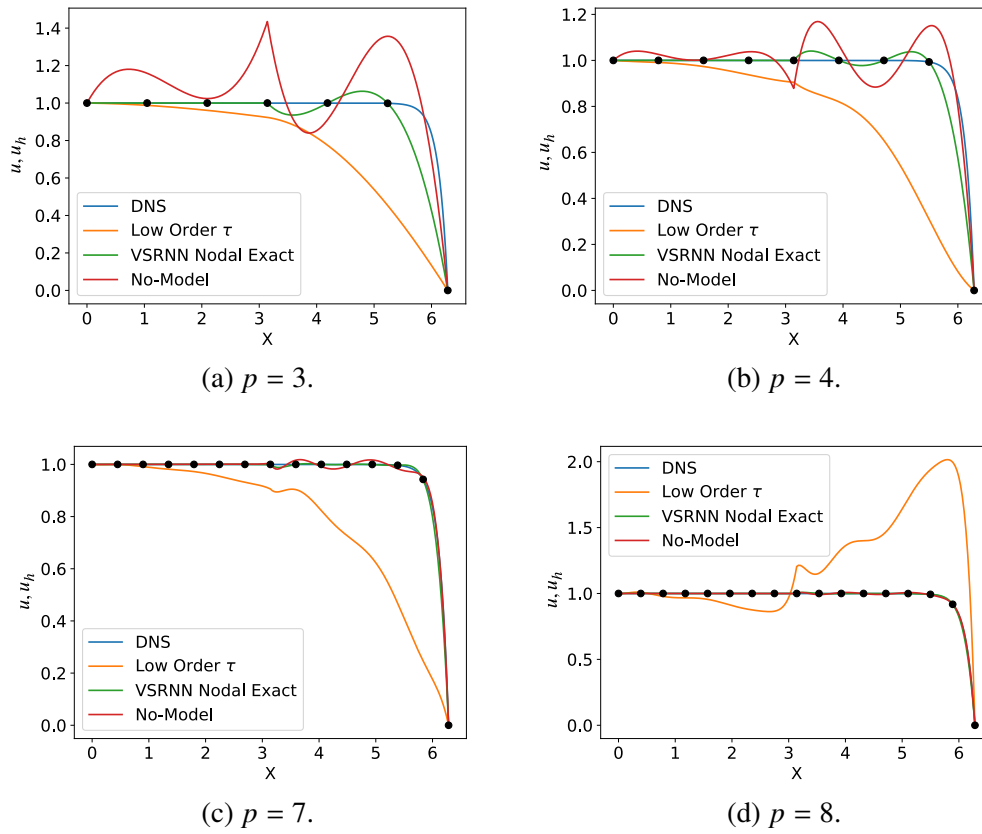 1.4
1.2
1.0
0.8
0.6
0.4
0.2
0.0
u, u_h
DNS
Low Order τ
VSRNN Nodal Exact
No-Model
0 1 2 3 4 5 6
X
(a) p = 3.
1.2
1.0
0.8
0.6
0.4
0.2
0.0
u, u_h
DNS
Low Order τ
VSRNN Nodal Exact
No-Model
0 1 2 3 4 5 6
X
(b) p = 4.
1.0
0.8
0.6
0.4
0.2
0.0
u, u_h
DNS
Low Order τ
VSRNN Nodal Exact
No-Model
0 1 2 3 4 5 6
X
(c) p = 7.
2.0
1.5
1.0
0.5
0.0
u, u_h
DNS
Low Order τ
VSRNN Nodal Exact
No-Model
0 1 2 3 4 5 6
X
(d) p = 8.